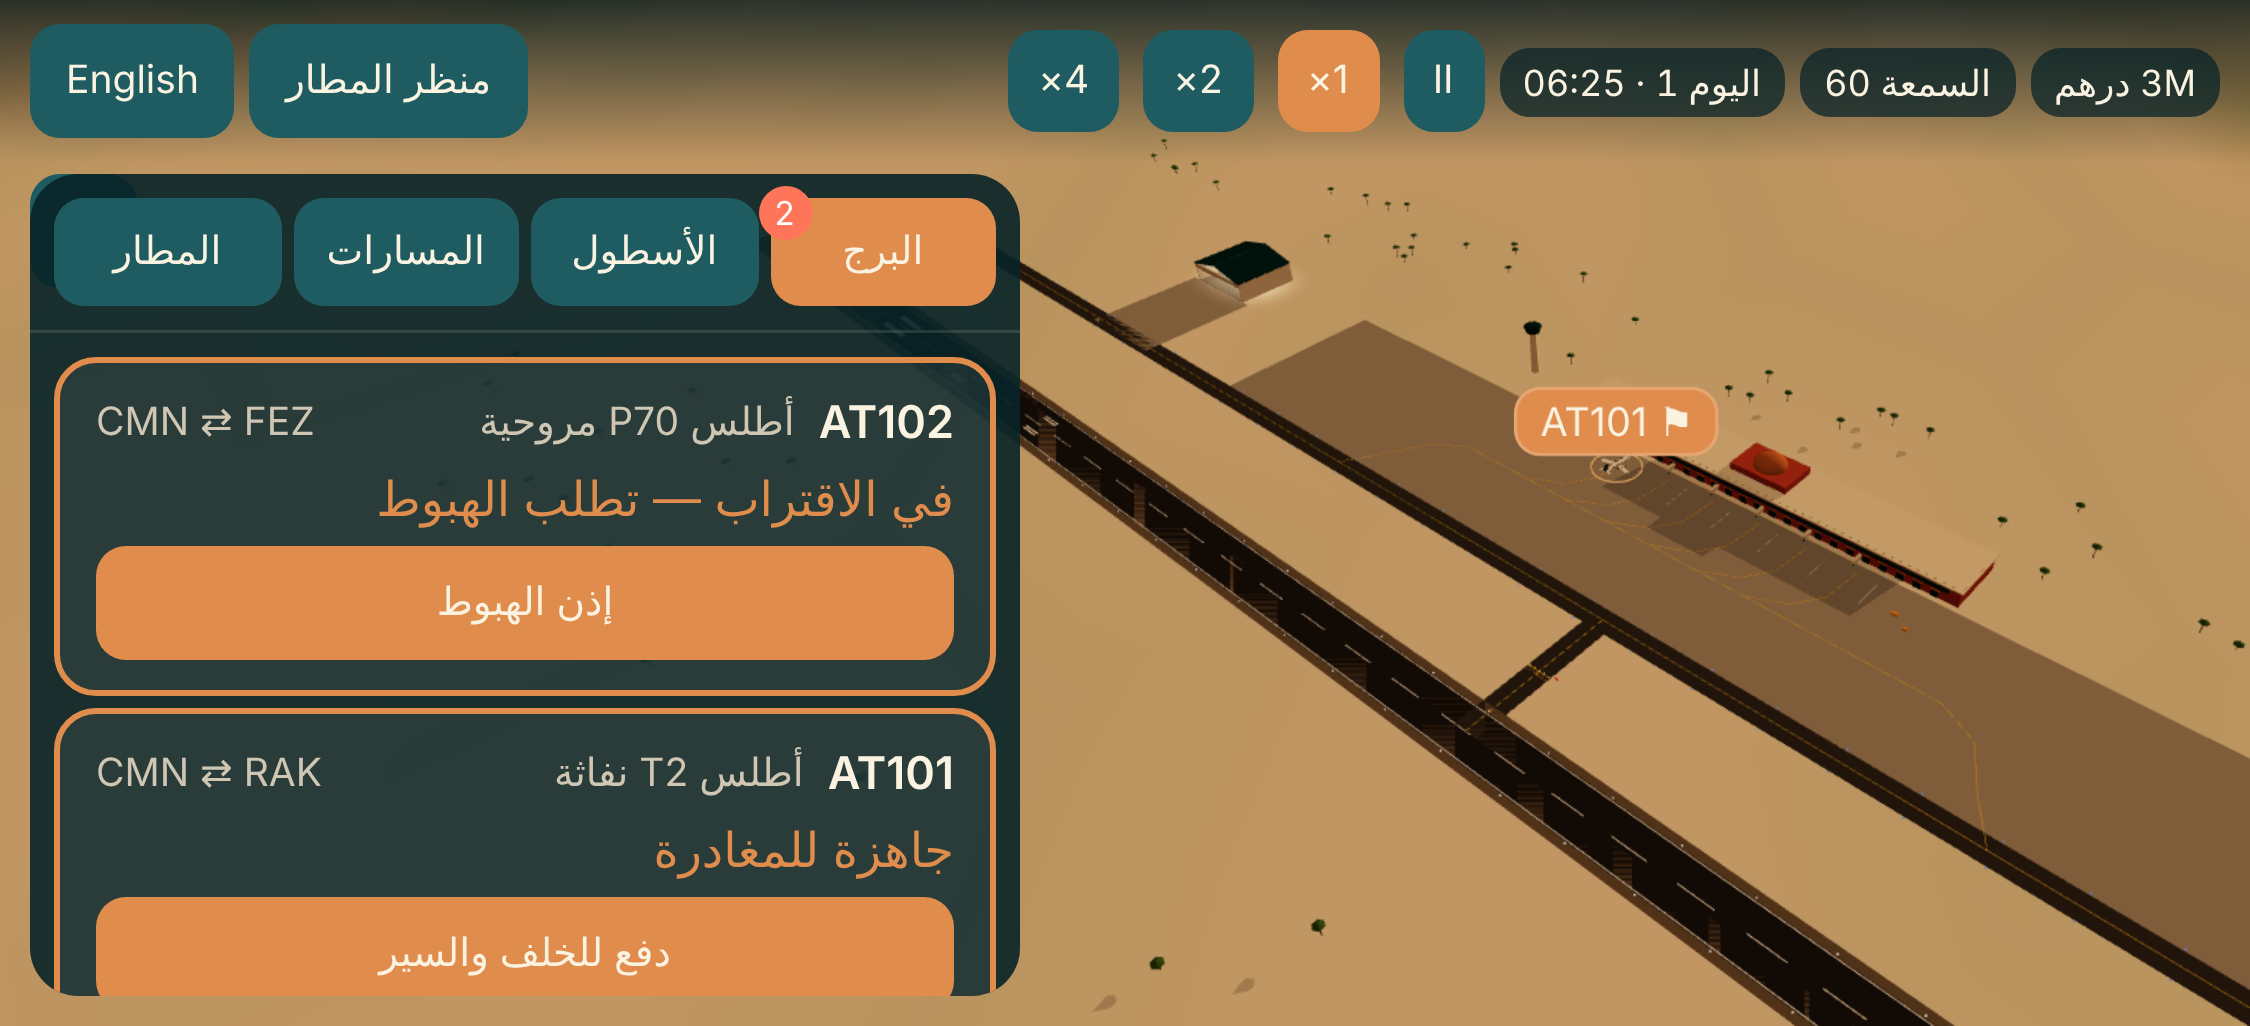 3M درهم
السمعة 60
اليوم 1 · 06:25
II
×1
×2
×4
منظر المطار
English
البرج
2
الأسطول
المسارات
المطار
AT102 أطلس P70 مروحية CMN ⇄ FEZ
في الاقتراب — تطلب الهبوط
إذن الهبوط
AT101 أطلس T2 نفاثة CMN ⇄ RAK
جاهزة للمغادرة
دفع للخلف والسير
AT101 ⚑